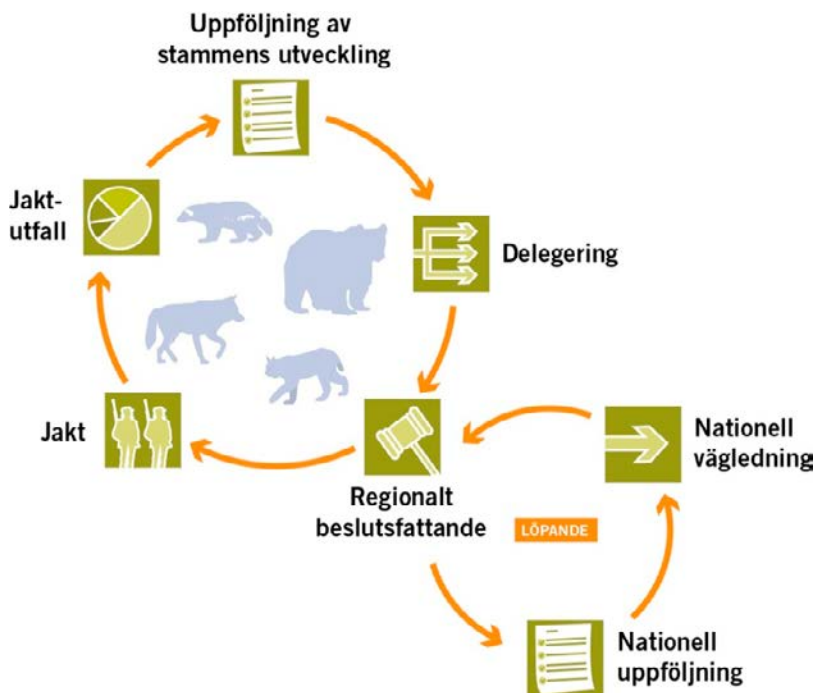 Uppföljning av
stammens utveckling
Jakt-
utfall
Delegering
Jakt
Regionalt
beslutsfattande
Nationell
vägledning
LÖPANDE
Nationell
uppföljning